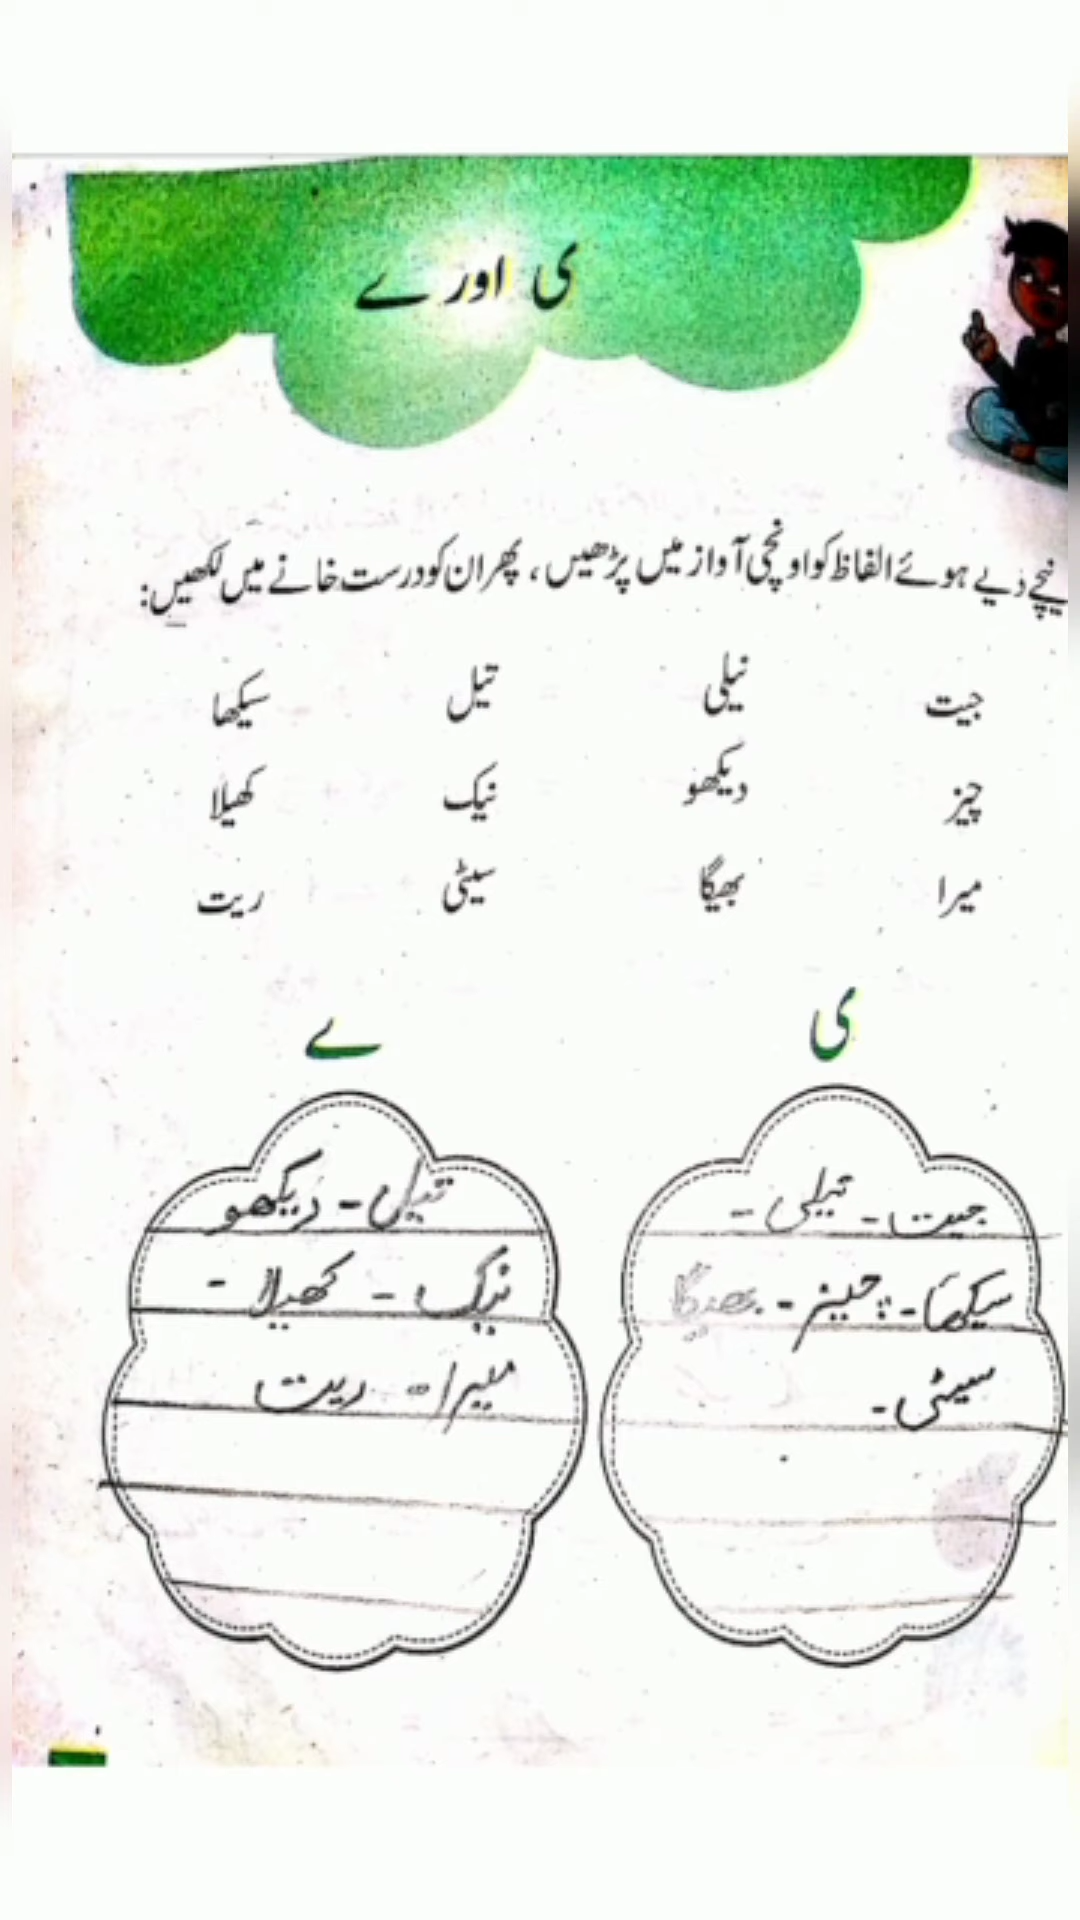 ی اور ے
نیچے دیے ہوئے الفاظ کو اونچی آواز میں پڑھیں، پھر ان کو درست خانے میں لکھیں:
جیت نیلی تیل سیکھا
چیز دیکھو نیک کھیلا
میرا بھیگا سیٹی ریت
ی ے
جیت - نیلی -
سیکھا - چیز - بھیگا
سیٹی -
تیل - دیکھو
نیک - کھیلا -
میرا - ریت